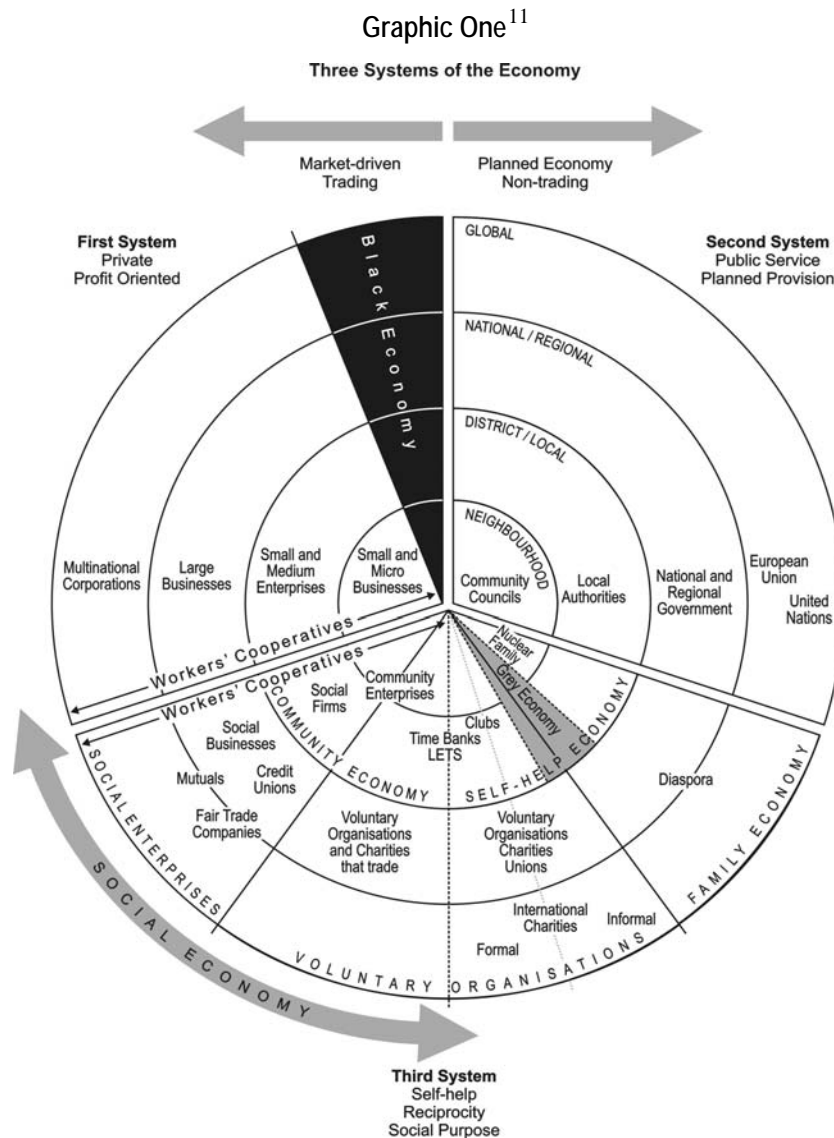 Graphic One11
Three Systems of the Economy
Market-driven
Trading
Planned Economy
Non-trading
First System
Private
Profit Oriented
Second System
Public Service
Planned Provision
Black Economy
GLOBAL
NATIONAL / REGIONAL
DISTRICT / LOCAL
NEIGHBOURHOOD
Multinational
Corporations
Large
Businesses
Small and
Medium
Enterprises
Small and
Micro
Businesses
Community
Councils
Local
Authorities
National and
Regional
Government
European
Union
United
Nations
Workers' Cooperatives
Workers' Cooperatives
Nuclear
Family
Grey Economy
Social
Firms
Community
Enterprises
Clubs
Time Banks
LETS
COMMUNITY ECONOMY
SELF-HELP ECONOMY
Social
Businesses
Mutuals
Credit
Unions
Fair Trade
Companies
Voluntary
Organisations
and Charities
that trade
Voluntary
Organisations
Charities
Unions
Diaspora
International
Charities
Informal
Formal
SOCIAL ENTERPRISES
VOLUNTARY ORGANISATIONS
FAMILY ECONOMY
SOCIAL ECONOMY
Third System
Self-help
Reciprocity
Social Purpose